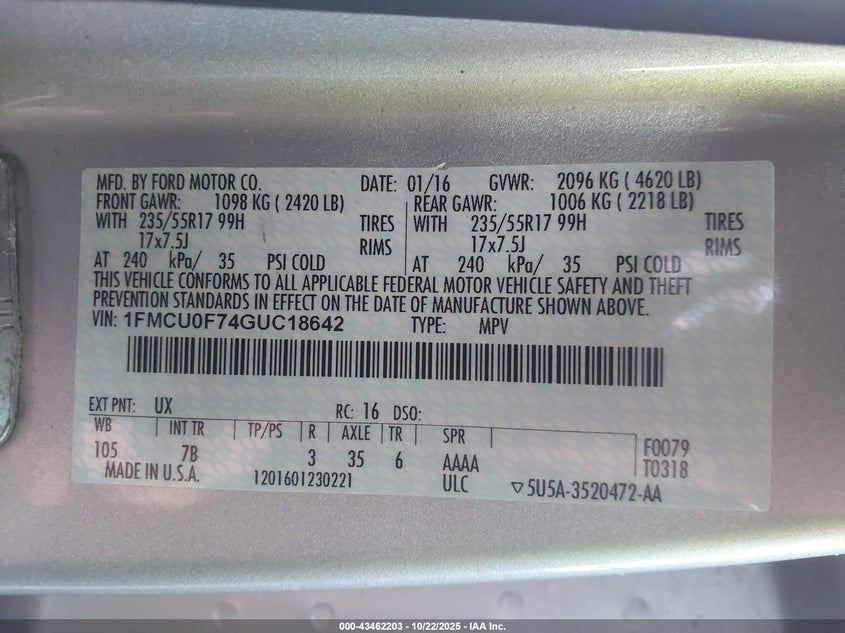 MFD. BY FORD MOTOR CO. DATE: 01/16 GVWR: 2096 KG ( 4620 LB)
FRONT GAWR: 1098 KG ( 2420 LB) REAR GAWR: 1006 KG ( 2218 LB)
WITH 235/55R17 99H TIRES WITH 235/55R17 99H TIRES
17x7.5J RIMS 17x7.5J RIMS
AT 240 kPa/ 35 PSI COLD AT 240 kPa/ 35 PSI COLD
THIS VEHICLE CONFORMS TO ALL APPLICABLE FEDERAL MOTOR VEHICLE SAFETY AND THEFT
PREVENTION STANDARDS IN EFFECT ON THE DATE OF MANUFACTURE SHOWN ABOVE.
VIN: 1FMCU0F74GUC18642 TYPE: MPV
EXT PNT: UX RC: 16 DSO:
WB INT TR TP/PS R AXLE TR SPR F0079
105 7B 3 35 6 AAAA T0318
MADE IN U.S.A. 1201601230221 ULC ▽5U5A-3520472-AA
000-43462203 - 10/22/2025 - IAA Inc.